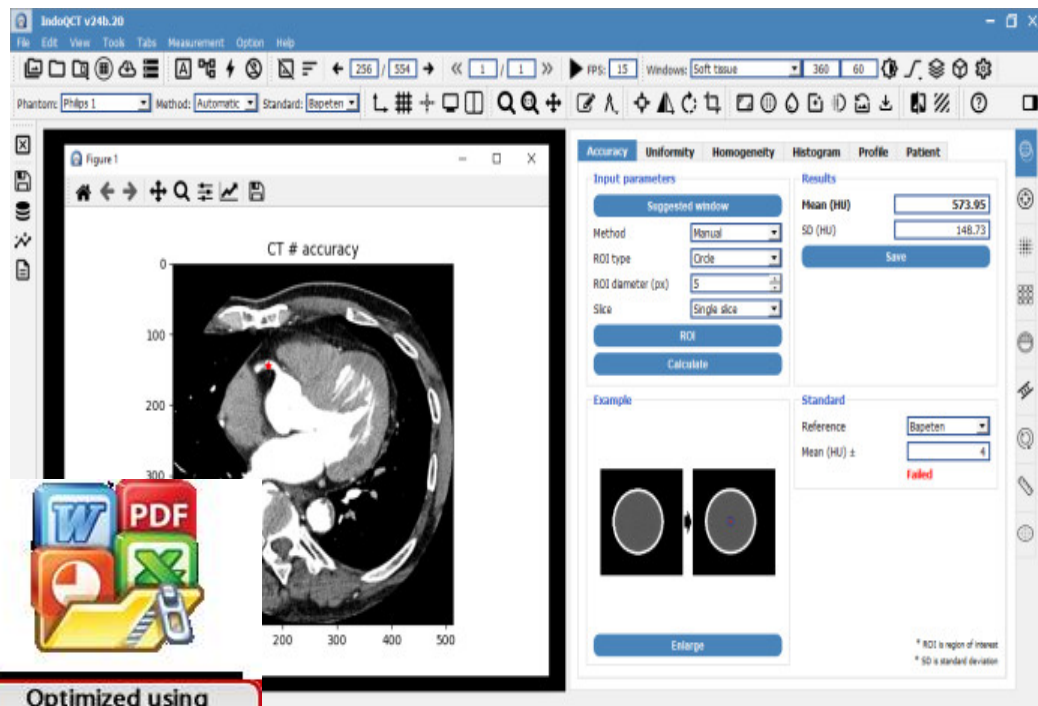 IndoQCT v24b.20
File Edit View Tools Tabs Measurement Option Help
256 / 554 1 / 1 FPS: 15 Windows: Soft tissue 360 60
Phantom: Philips 1 Method: Automatic Standard: Bapeten
Figure 1
CT # accuracy
0
100
200
300
200 300 400 500
Accuracy Uniformity Homogeneity Histogram Profile Patient
Input parameters
Suggested window
Method Manual
ROI type Circle
ROI diameter (px) 5
Slice Single slice
ROI
Calculate
Results
Mean (HU) 573.95
SD (HU) 148.73
Save
Example
Enlarge
Standard
Reference Bapeten
Mean (HU) ± 4
Failed
* ROI is region of interest
* SD is standard deviation
W PDF
Optimized using